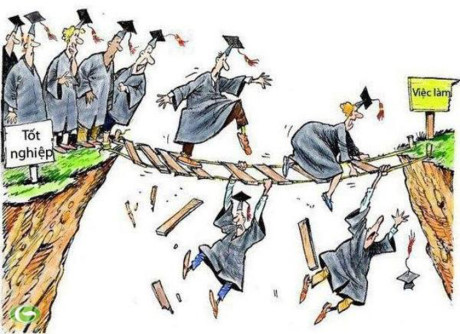 Tốt
nghiệp
Việc làm